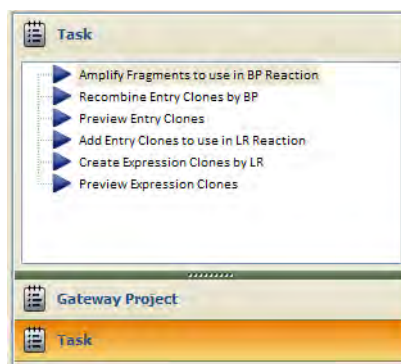 Task
Amplify Fragments to use in BP Reaction
Recombine Entry Clones by BP
Preview Entry Clones
Add Entry Clones to use in LR Reaction
Create Expression Clones by LR
Preview Expression Clones
Gateway Project
Task